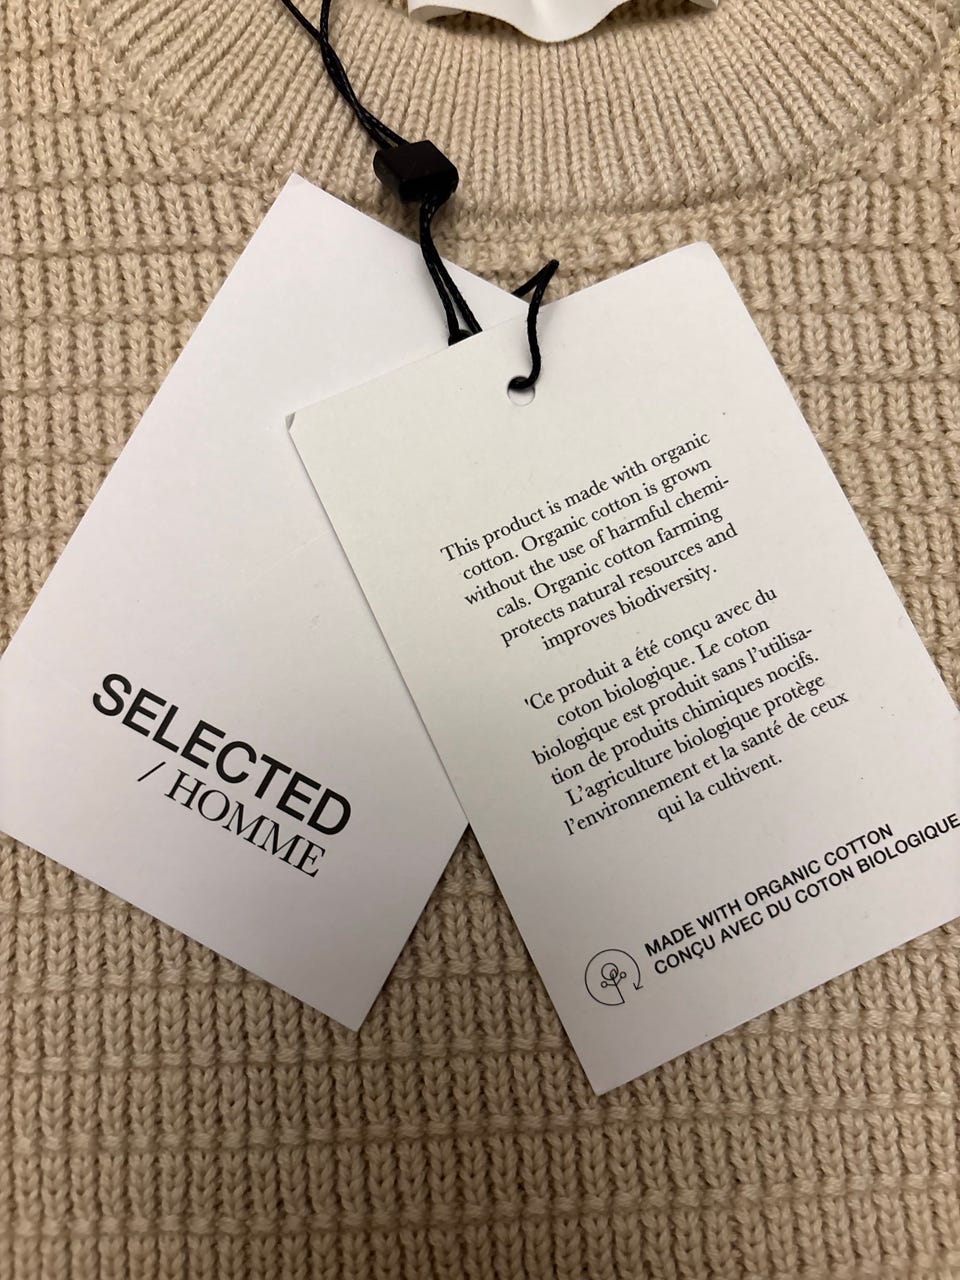 SELECTED
/ HOMME
This product is made with organic
cotton. Organic cotton is grown
without the use of harmful chemi-
cals. Organic cotton farming
protects natural resources and
improves biodiversity.
'Ce produit a été conçu avec du
coton biologique. Le coton
biologique est produit sans l'utilisa-
tion de produits chimiques nocifs.
L'agriculture biologique protège
l'environnement et la santé de ceux
qui la cultivent.
MADE WITH ORGANIC COTTON
CONÇU AVEC DU COTON BIOLOGIQUE